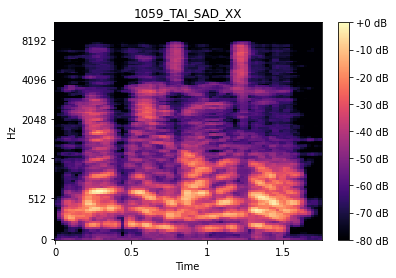 1059_TAI_SAD_XX
8192
4096
2048
1024
512
0
Hz
0
0.5
1
1.5
Time
+0 dB
-10 dB
-20 dB
-30 dB
-40 dB
-50 dB
-60 dB
-70 dB
-80 dB